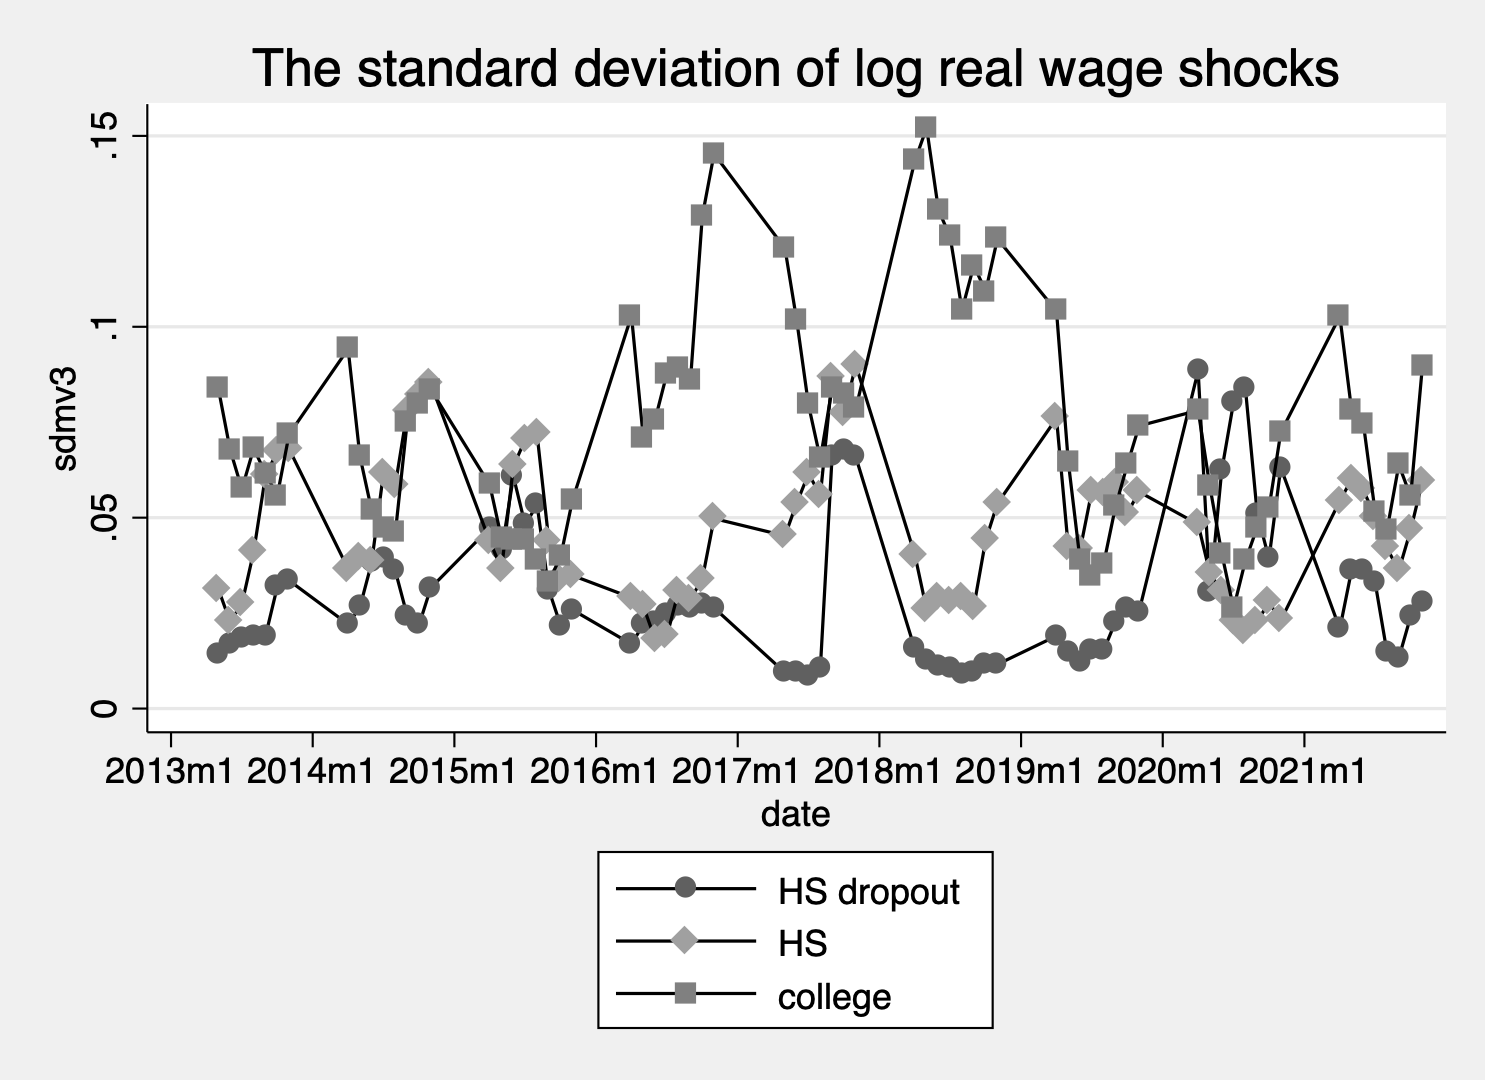 The standard deviation of log real wage shocks
sdmv3
.15
.1
.05
0
2013m1 2014m1 2015m1 2016m1 2017m1 2018m1 2019m1 2020m1 2021m1
date
HS dropout
HS
college